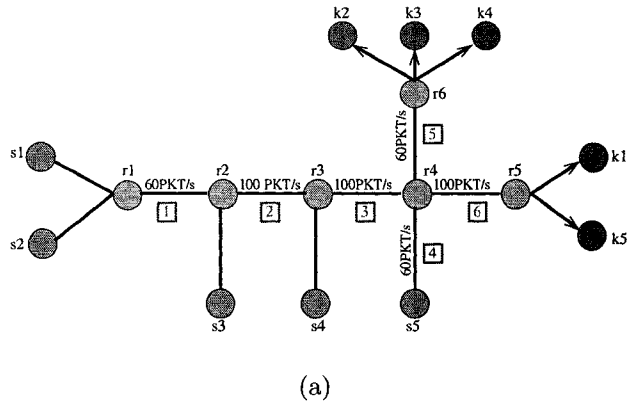 k2 k3 k4
r6
60PKT/s 5
s1 k1
r1 r2 r3 r4 r5
60PKT/s 100 PKT/s 100PKT/s 100PKT/s
1 2 3 6
s2 k5
60PKT/s 4
s3 s4 s5
(a)